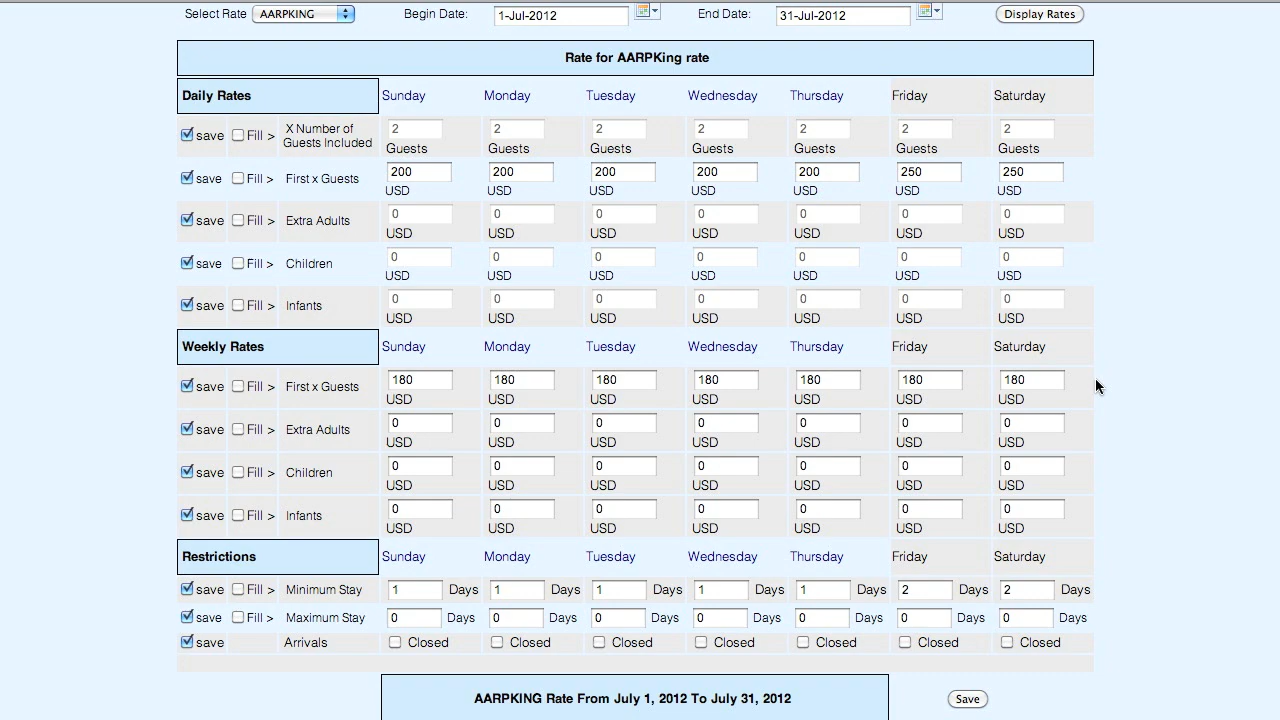 Select Rate AARPKING Begin Date: 1-Jul-2012 End Date: 31-Jul-2012 Display Rates
Rate for AARPKing rate
Daily Rates Sunday Monday Tuesday Wednesday Thursday Friday Saturday
save Fill > X Number of Guests Included 2 2 2 2 2 2 2
Guests Guests Guests Guests Guests Guests Guests
save Fill > First x Guests 200 200 200 200 200 250 250
USD USD USD USD USD USD USD
save Fill > Extra Adults 0 0 0 0 0 0 0
USD USD USD USD USD USD USD
save Fill > Children 0 0 0 0 0 0 0
USD USD USD USD USD USD USD
save Fill > Infants 0 0 0 0 0 0 0
USD USD USD USD USD USD USD
Weekly Rates Sunday Monday Tuesday Wednesday Thursday Friday Saturday
save Fill > First x Guests 180 180 180 180 180 180 180
USD USD USD USD USD USD USD
save Fill > Extra Adults 0 0 0 0 0 0 0
USD USD USD USD USD USD USD
save Fill > Children 0 0 0 0 0 0 0
USD USD USD USD USD USD USD
save Fill > Infants 0 0 0 0 0 0 0
USD USD USD USD USD USD USD
Restrictions Sunday Monday Tuesday Wednesday Thursday Friday Saturday
save Fill > Minimum Stay 1 Days 1 Days 1 Days 1 Days 1 Days 2 Days 2 Days
save Fill > Maximum Stay 0 Days 0 Days 0 Days 0 Days 0 Days 0 Days 0 Days
save Arrivals Closed Closed Closed Closed Closed Closed Closed
AARPKING Rate From July 1, 2012 To July 31, 2012 Save